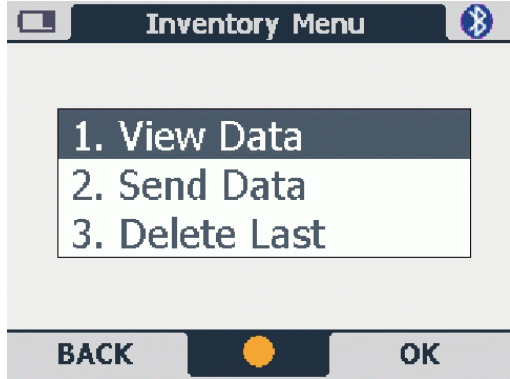 Inventory Menu
1. View Data
2. Send Data
3. Delete Last
BACK OK